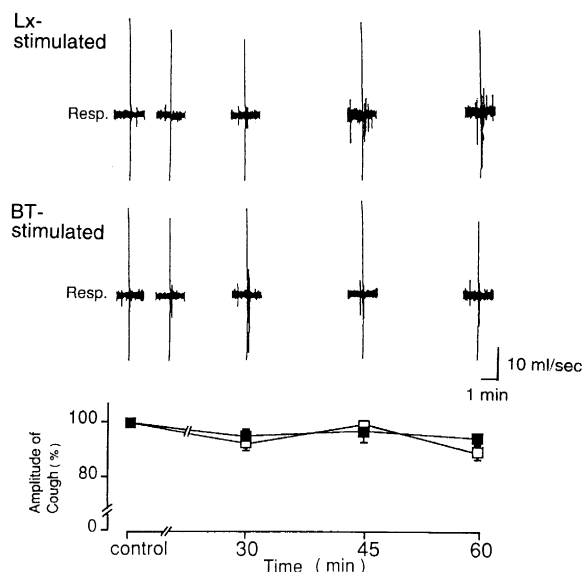 Lx-
stimulated
Resp.
BT-
stimulated
Resp.
10 ml/sec
1 min
Amplitude of
Cough (%)
100
80
0
control
30
45
60
Time ( min )